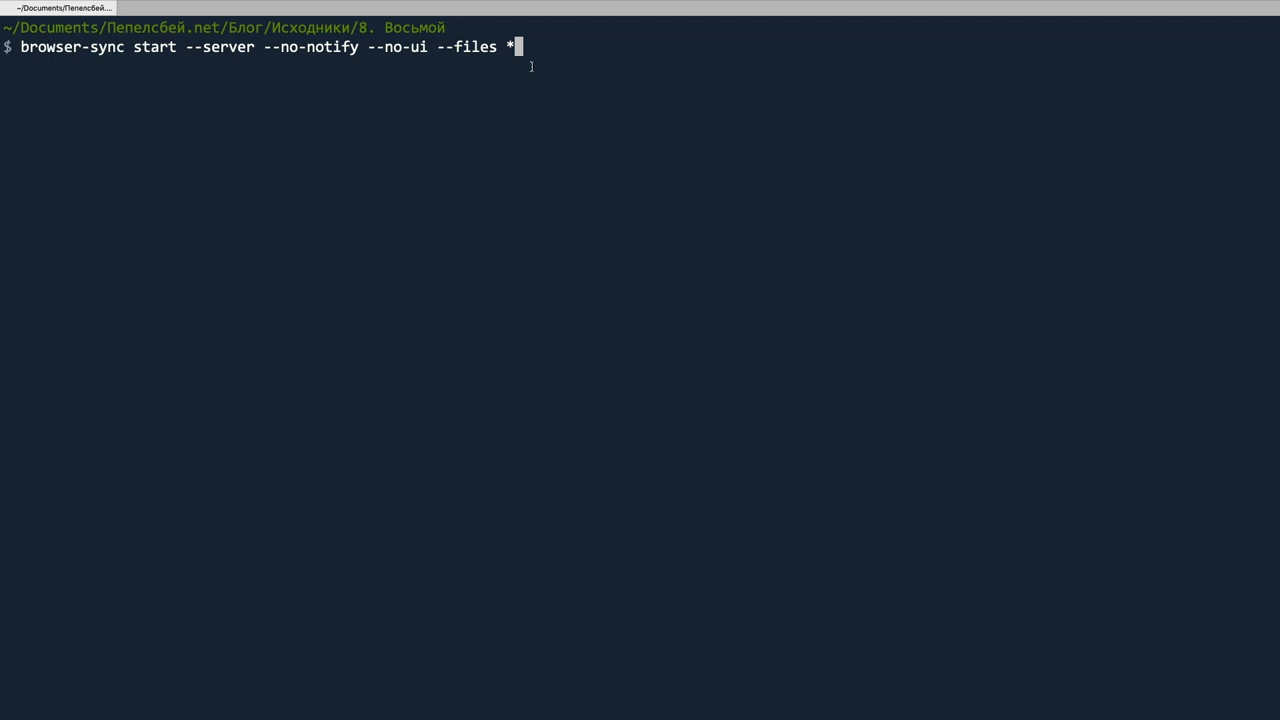 ~/Documents/Пепелсбей....
~/Documents/Пепелсбей.net/Блог/Исходники/8. Восьмой
$ browser-sync start --server --no-notify --no-ui --files *